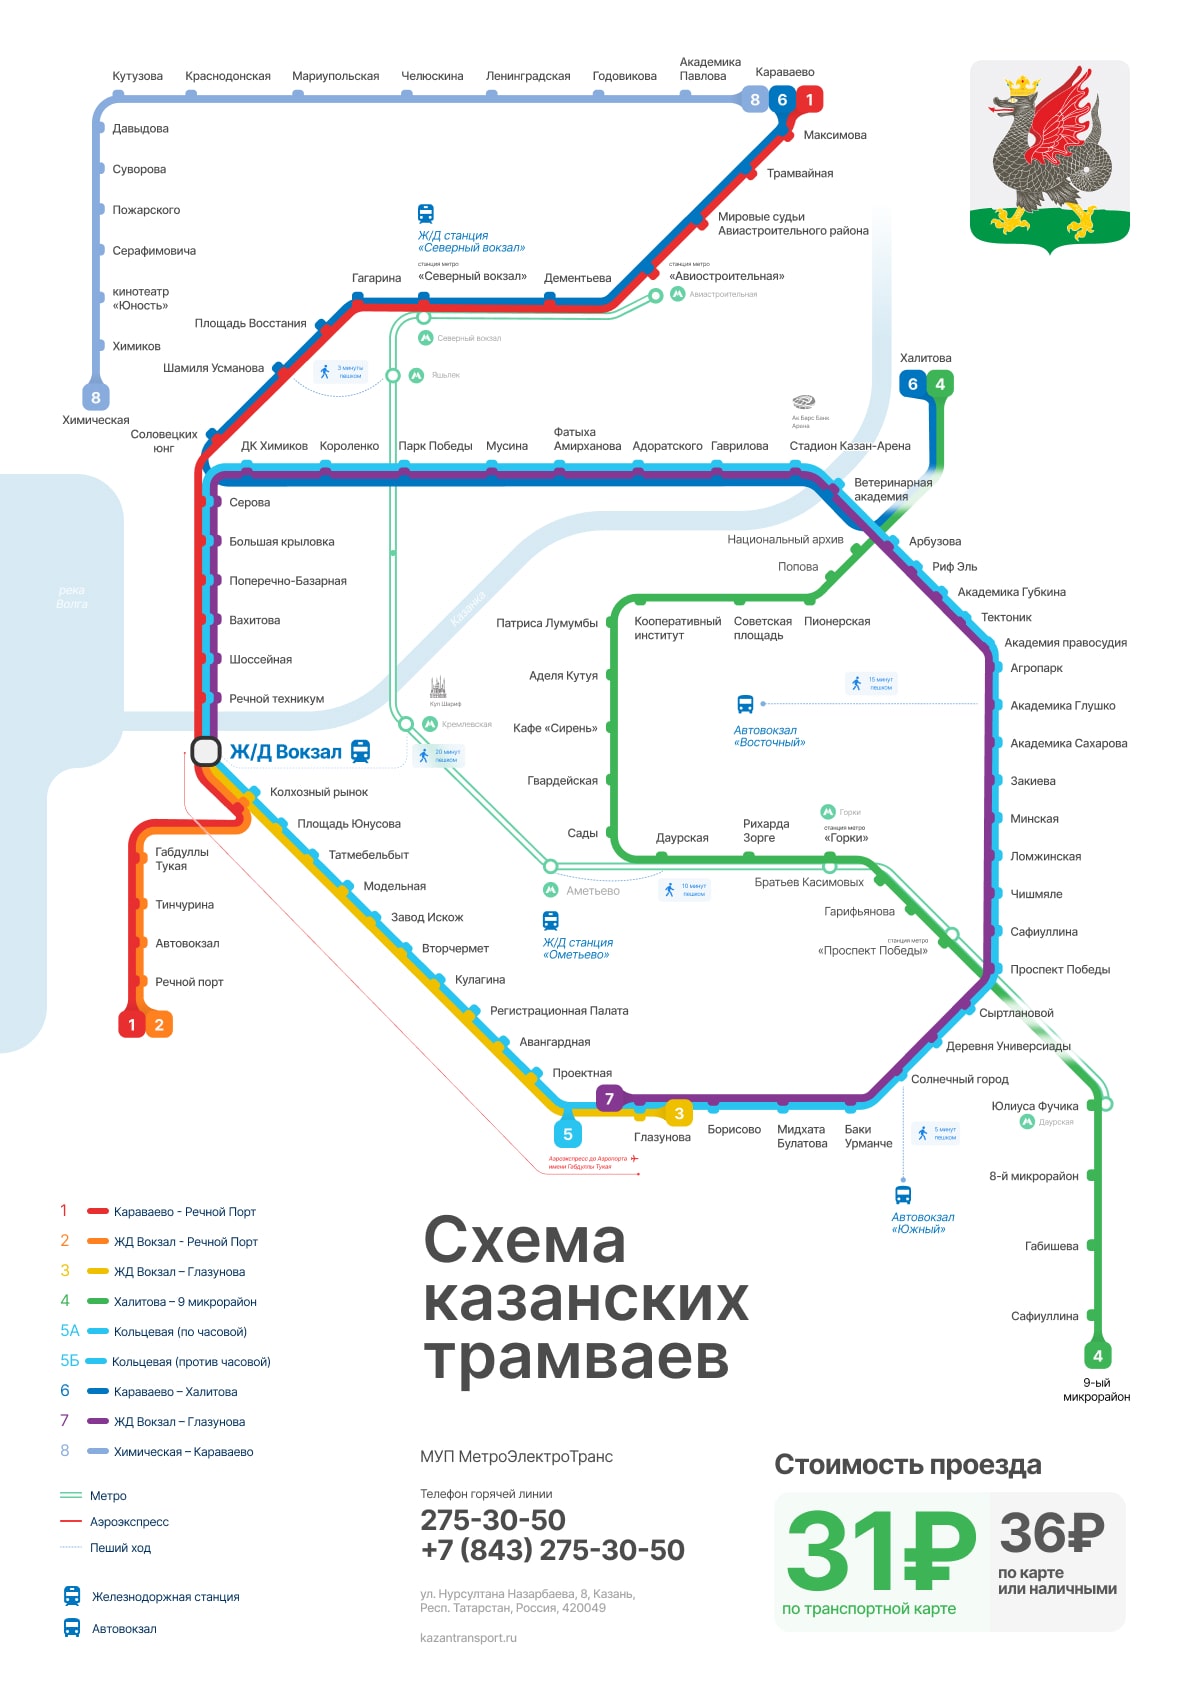 Кутузова
Краснодонская
Мариупольская
Челюскина
Ленинградская
Годовикова
Академика
Павлова
Караваево
8
6
1
Давыдова
Суворова
Пожарского
Серафимовича
кинотеатр
«Юность»
Химиков
8
Химическая
Максимова
Трамвайная
Мировые судьи
Авиастроительного района
станция метро
«Авиостроительная»
Авиастроительная
Ж/Д станция
«Северный вокзал»
станция метро
«Северный вокзал»
Северный вокзал
Дементьева
Гагарина
Площадь Восстания
Шамиля Усманова
3 минуты
пешком
Яшьлек
Соловецких
юнг
Халитова
6
4
Ак Барс Банк
Арена
ДК Химиков
Короленко
Парк Победы
Мусина
Фатыха
Амирханова
Адоратского
Гаврилова
Стадион Казан-Арена
Ветеринарная
академия
Серова
Большая крыловка
Поперечно-Базарная
Вахитова
Шоссейная
Речной техникум
река
Волга
Казанка
Национальный архив
Попова
Арбузова
Риф Эль
Академика Губкина
Тектоник
Академия правосудия
Агропарк
Академика Глушко
Академика Сахарова
Закиева
Минская
Ломжинская
Чишмяле
Сафиуллина
Проспект Победы
Патриса Лумумбы
Кооперативный
институт
Советская
площадь
Пионерская
Аделя Кутуя
Кафе «Сирень»
Гвардейская
Сады
15 минут
пешком
Автовокзал
«Восточный»
Кул Шариф
Кремлевская
20 минут
пешком
Ж/Д Вокзал
Колхозный рынок
Площадь Юнусова
Татмебельбыт
Модельная
Завод Искож
Вторчермет
Кулагина
Регистрационная Палата
Авангардная
Проектная
Габдуллы
Тукая
Тинчурина
Автовокзал
Речной порт
1
2
Даурская
Рихарда
Зорге
Горки
станция метро
«Горки»
Братьев Касимовых
Гарифьянова
станция метро
«Проспект Победы»
Аметьево
10 минут
пешком
Ж/Д станция
«Ометьево»
Сыртлановой
Деревня Универсиады
Солнечный город
7
3
5
Глазунова
Борисово
Мидхата
Булатова
Баки
Урманче
5 минут
пешком
Автовокзал
«Южный»
Аэроэкспресс до Аэропорта
имени Габдуллы Тукая
Юлиуса Фучика
Даурская
8-й микрорайон
Габишева
Сафиуллина
4
9-ый
микрорайон
1 Караваево - Речной Порт
2 ЖД Вокзал - Речной Порт
3 ЖД Вокзал – Глазунова
4 Халитова – 9 микрорайон
5А Кольцевая (по часовой)
5Б Кольцевая (против часовой)
6 Караваево – Халитова
7 ЖД Вокзал – Глазунова
8 Химическая – Караваево
Метро
Аэроэкспресс
Пеший ход
Железнодоржная станция
Автовокзал
Схема
казанских
трамваев
МУП МетроЭлектроТранс
Телефон горячей линии
275-30-50
+7 (843) 275-30-50
ул. Нурсултана Назарбаева, 8, Казань,
Респ. Татарстан, Россия, 420049
kazantransport.ru
Стоимость проезда
31₽
по транспортной карте
36₽
по карте
или наличными